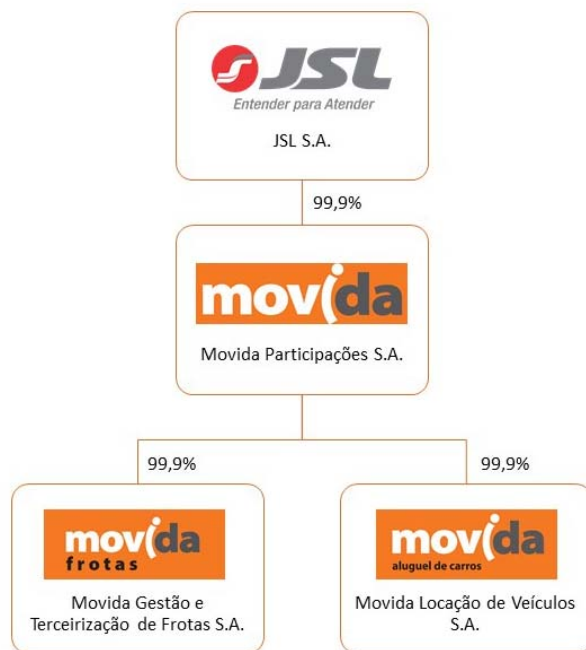 JSL
Entender para Atender
JSL S.A.
99,9%
movida
Movida Participações S.A.
99,9%
99,9%
movida
frotas
Movida Gestão e
Terceirização de Frotas S.A.
movida
aluguel de carros
Movida Locação de Veículos
S.A.